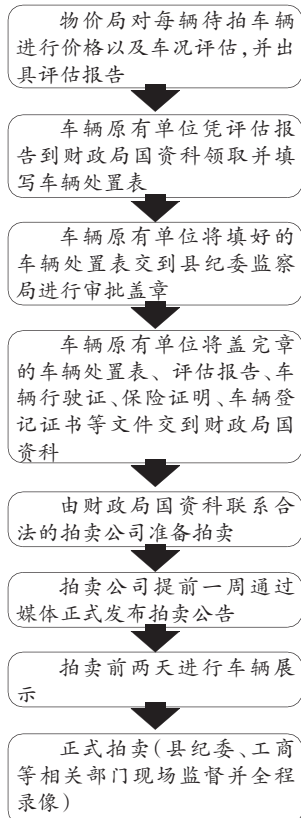 物价局对每辆待拍车辆
进行价格以及车况评估,并出
具评估报告
车辆原有单位凭评估报
告到财政局国资科领取并填
写车辆处置表
车辆原有单位将填好的
车辆处置表交到县纪委监察
局进行审批盖章
车辆原有单位将盖完章
的车辆处置表、评估报告、车
辆行驶证、保险证明、车辆登
记证书等文件交到财政局国
资科
由财政局国资科联系合
法的拍卖公司准备拍卖
拍卖公司提前一周通过
媒体正式发布拍卖公告
拍卖前两天进行车辆展
示
正式拍卖(县纪委、工商
等相关部门现场监督并全程
录像)